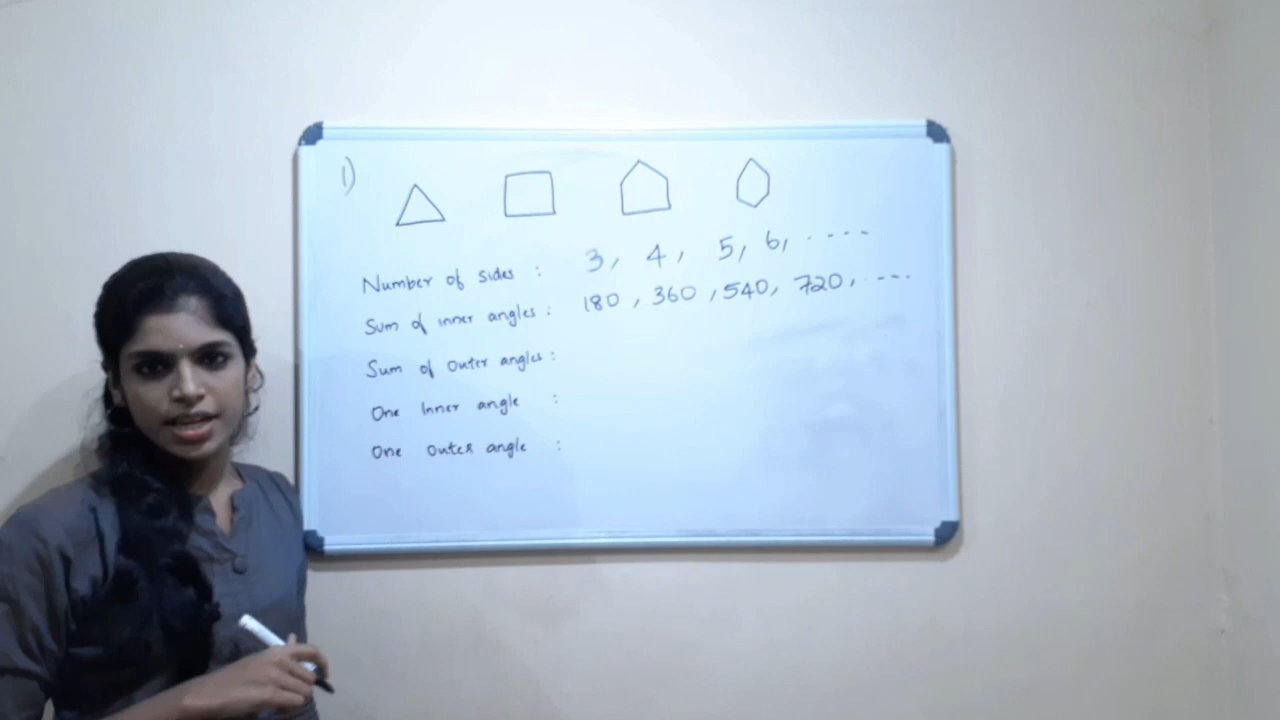 1)
Number of sides : 3, 4, 5, 6, .....
Sum of inner angles : 180, 360, 540, 720, ....
Sum of outer angles :
One Inner angle :
One outer angle :